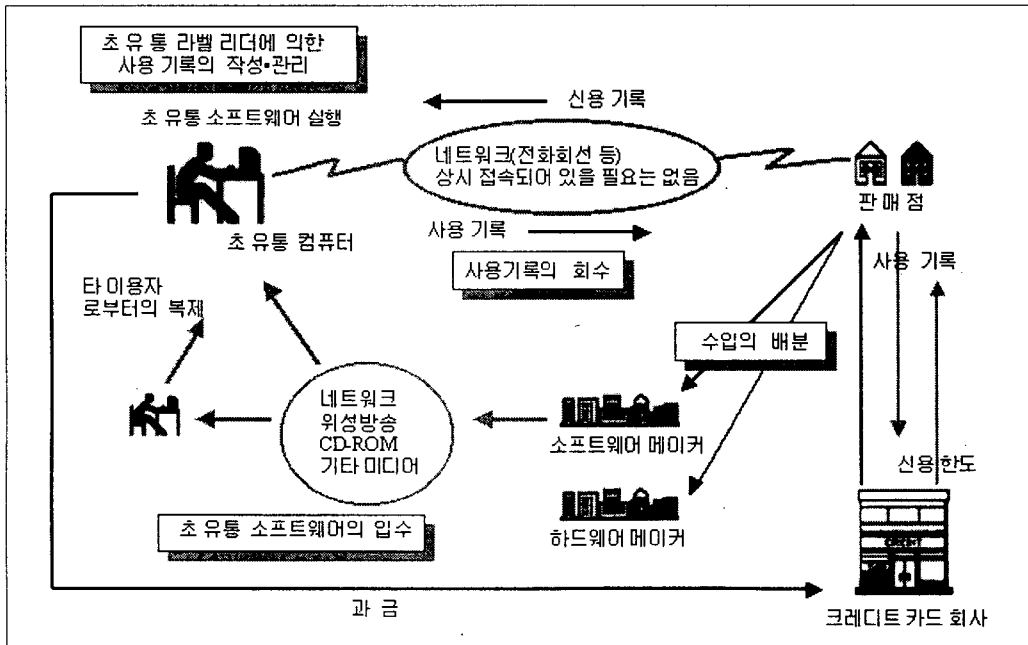 초 유 통 라벨 리더에 의한
사용 기록의 작성•관리
신용 기록
초 유통 소프트웨어 실행
네트워크(전화회선 등)
상시 접속되어 있을 필요는 없음
판 매 점
초 유통 컴퓨터
사용 기록
사용기록의 회수
사용 기록
타 이용자
로부터의 복제
수입의 배분
네트워크
위성방송
CD-ROM
기타 미디어
소프트웨어 메이커
신용 한도
초 유통 소프트웨어의 입수
하드웨어 메이커
CREDIT
과 금
크레디트 카드 회사